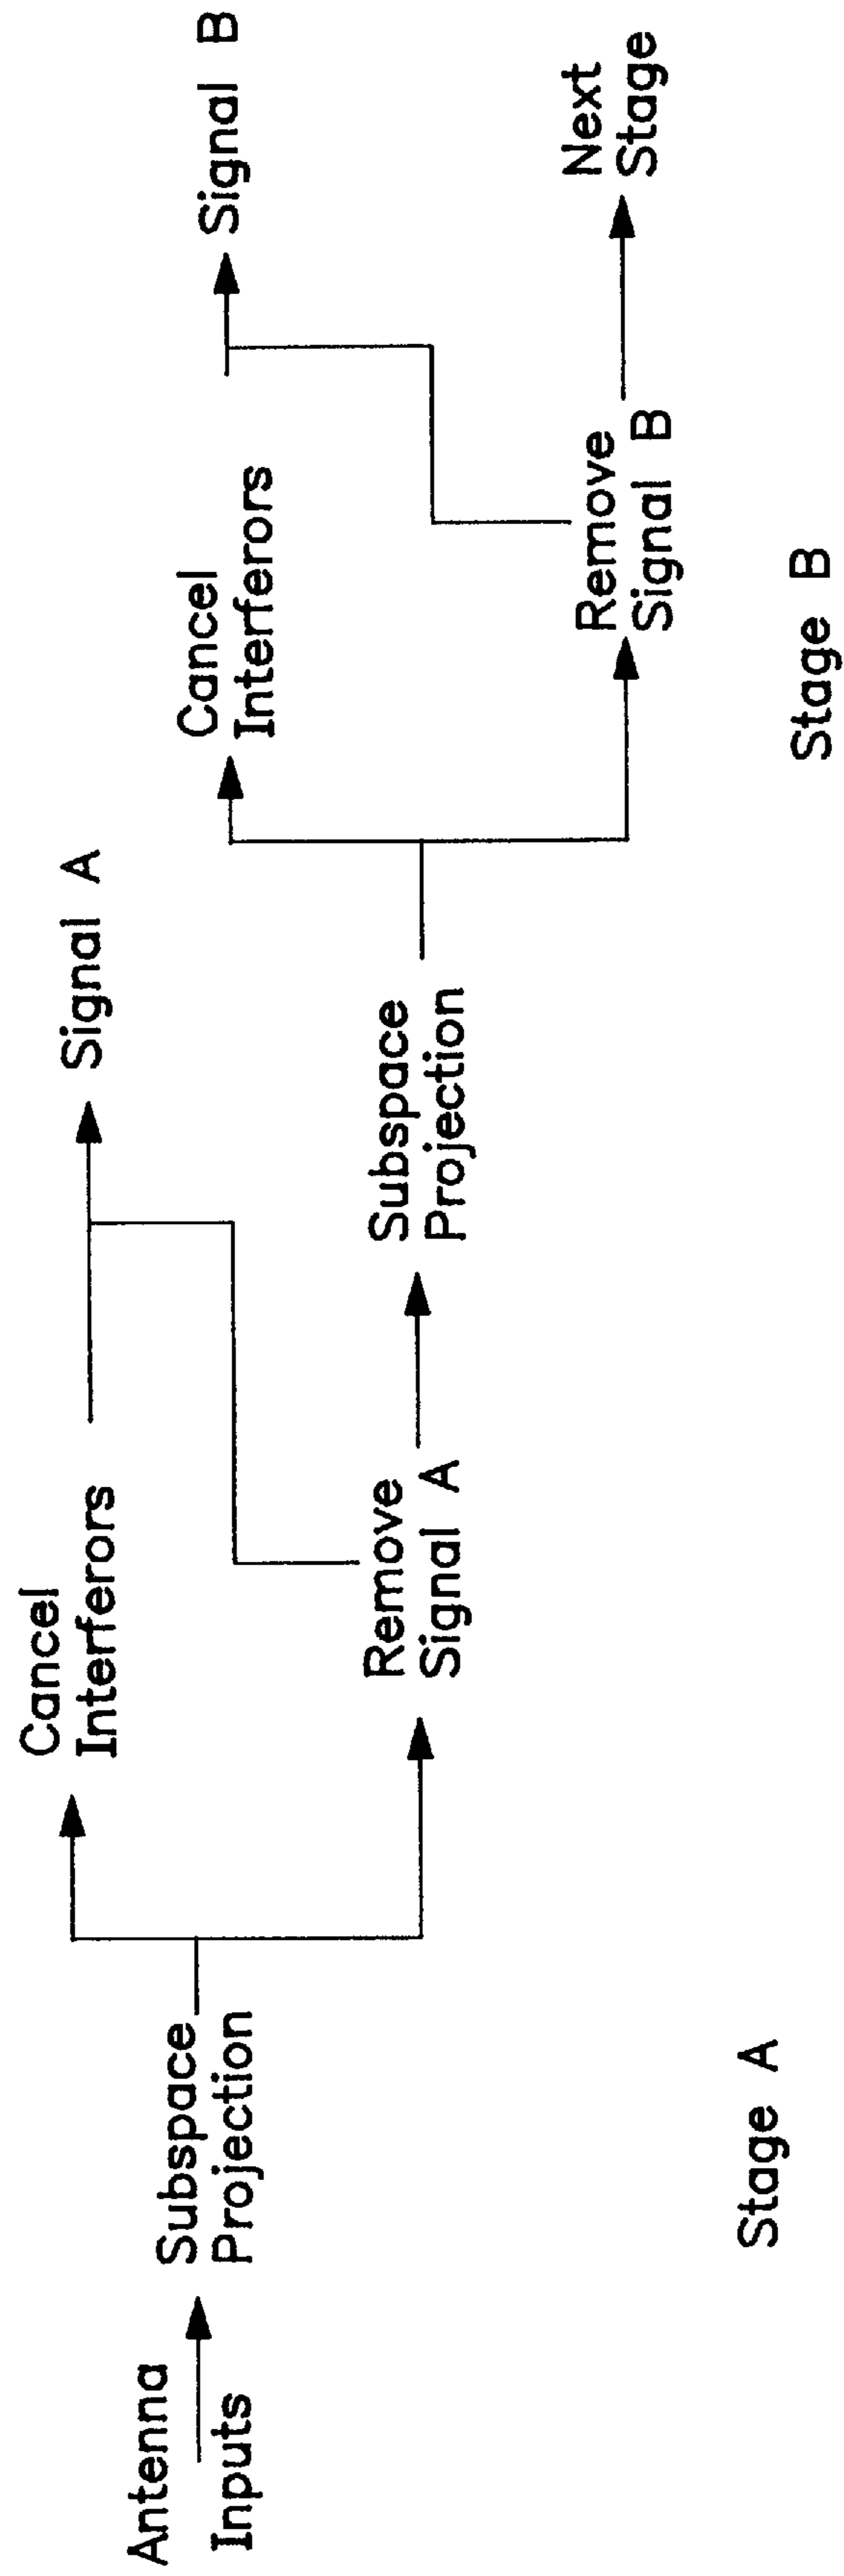 Antenna
Inputs
Subspace
Projection
Cancel
Interferors
Signal A
Remove
Signal A
Subspace
Projection
Cancel
Interferors
Signal B
Remove
Signal B
Next
Stage
Stage A
Stage B